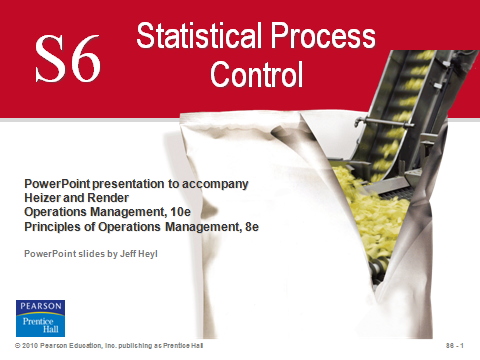 S6
Statistical Process
Control
PowerPoint presentation to accompany
Heizer and Render
Operations Management, 10e
Principles of Operations Management, 8e
PowerPoint slides by Jeff Heyl
PEARSON
Prentice
Hall
© 2010 Pearson Education, Inc. publishing as Prentice Hall
S6 - 1